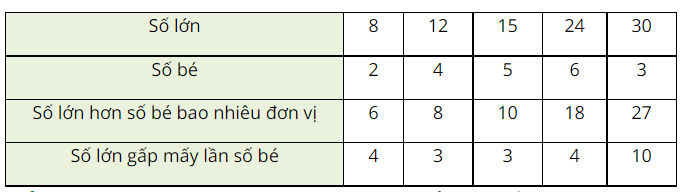 Số lớn 8 12 15 24 30
Số bé 2 4 5 6 3
Số lớn hơn số bé bao nhiêu đơn vị 6 8 10 18 27
Số lớn gấp mấy lần số bé 4 3 3 4 10